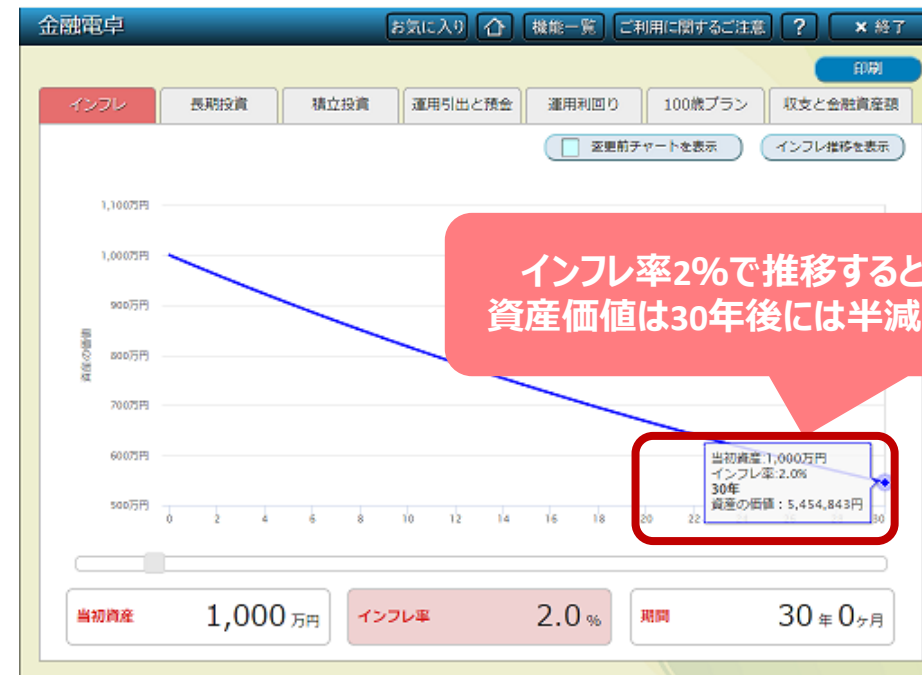 金融電卓
お気に入り 機能一覧 ご利用に関するご注意 ? × 終了
印刷
インフレ 長期投資 積立投資 運用引出と預金 運用利回り 100歳プラン 収支と金融資産額
変更前チャートを表示 インフレ推移を表示
1,100万円
1,000万円
900万円
800万円
700万円
600万円
500万円
資産の価値
インフレ率2%で推移すると
資産価値は30年後には半減
当初資産:1,000万円
インフレ率:2.0%
30年
資産の価値:5,454,843円
0 2 4 6 8 10 12 14 16 18 20 22 30
当初資産 1,000 万円 インフレ率 2.0 % 期間 30 年 0 ヶ月